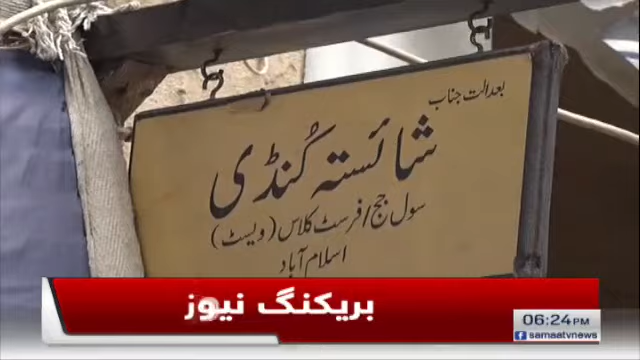 بعدالت جناب
شائستہ کُنڈی
سول جج/فرسٹ کلاس (ویسٹ)
اسلام آباد
بریکنگ نیوز
06:24PM
samaatvnews